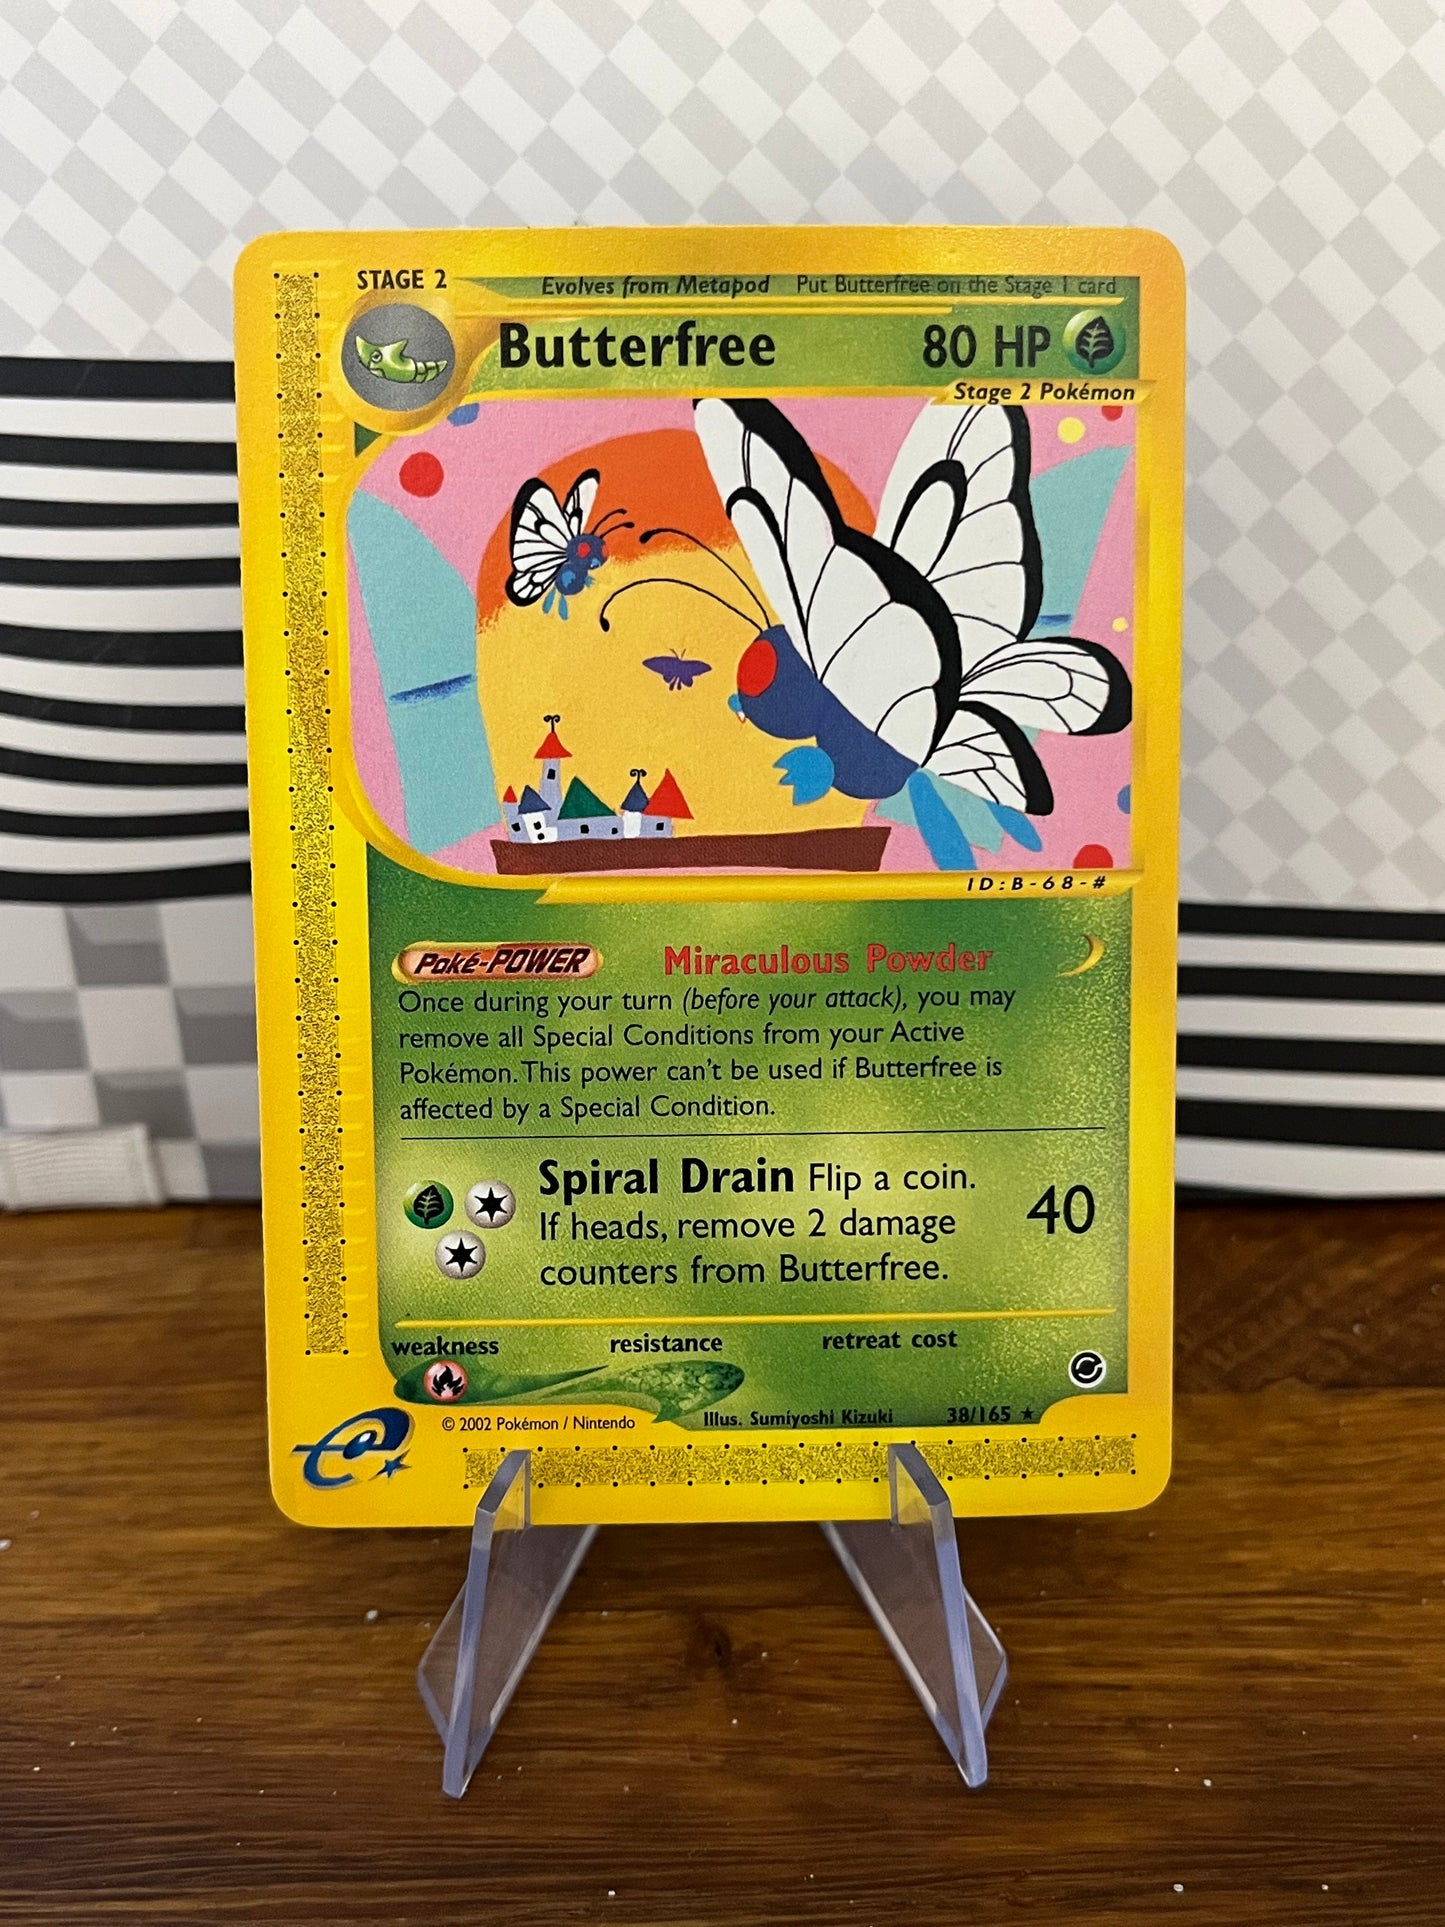 STAGE 2
Evolves from Metapod Put Butterfree on the Stage 1 card
Butterfree 80 HP
Stage 2 Pokémon
ID:B-68-#
Poké-POWER Miraculous Powder
Once during your turn (before your attack), you may
remove all Special Conditions from your Active
Pokémon. This power can't be used if Butterfree is
affected by a Special Condition.
Spiral Drain Flip a coin.
If heads, remove 2 damage
counters from Butterfree.
40
weakness resistance retreat cost
© 2002 Pokémon / Nintendo Illus. Sumiyoshi Kizuki 38/165 ★
e